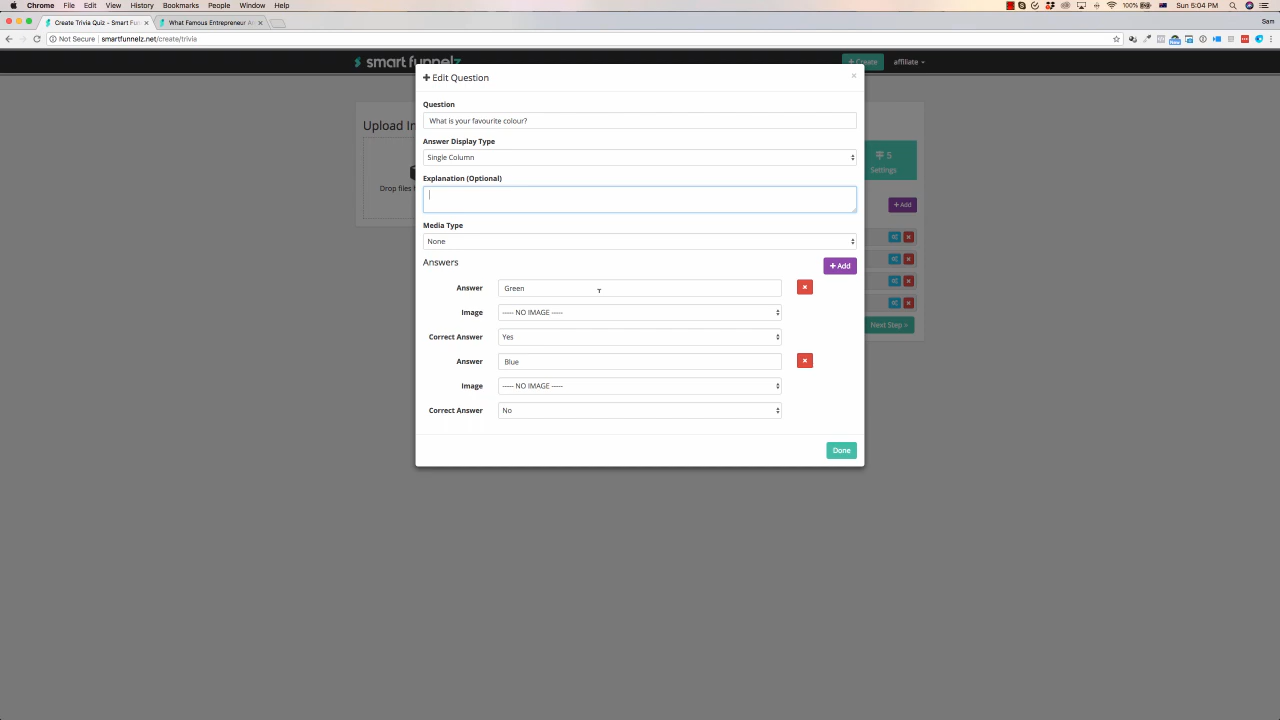 Chrome File Edit View History Bookmarks People Window Help 100% Sun 5:04 PM
Create Trivia Quiz - Smart Fu × What Famous Entrepreneur A × Sam
Not Secure smartfunnelz.net/create/trivia
smart funnelz + Create affiliate
Edit Question ×
Upload Im
Question
What is your favourite colour?
Answer Display Type
Single Column
5
Settings
Explanation (Optional)
Drop files h
+ Add
Media Type
None
Answers + Add
Answer Green
Image ----- NO IMAGE -----
Correct Answer Yes
Next Step >
Answer Blue
Image ----- NO IMAGE -----
Correct Answer No
Done